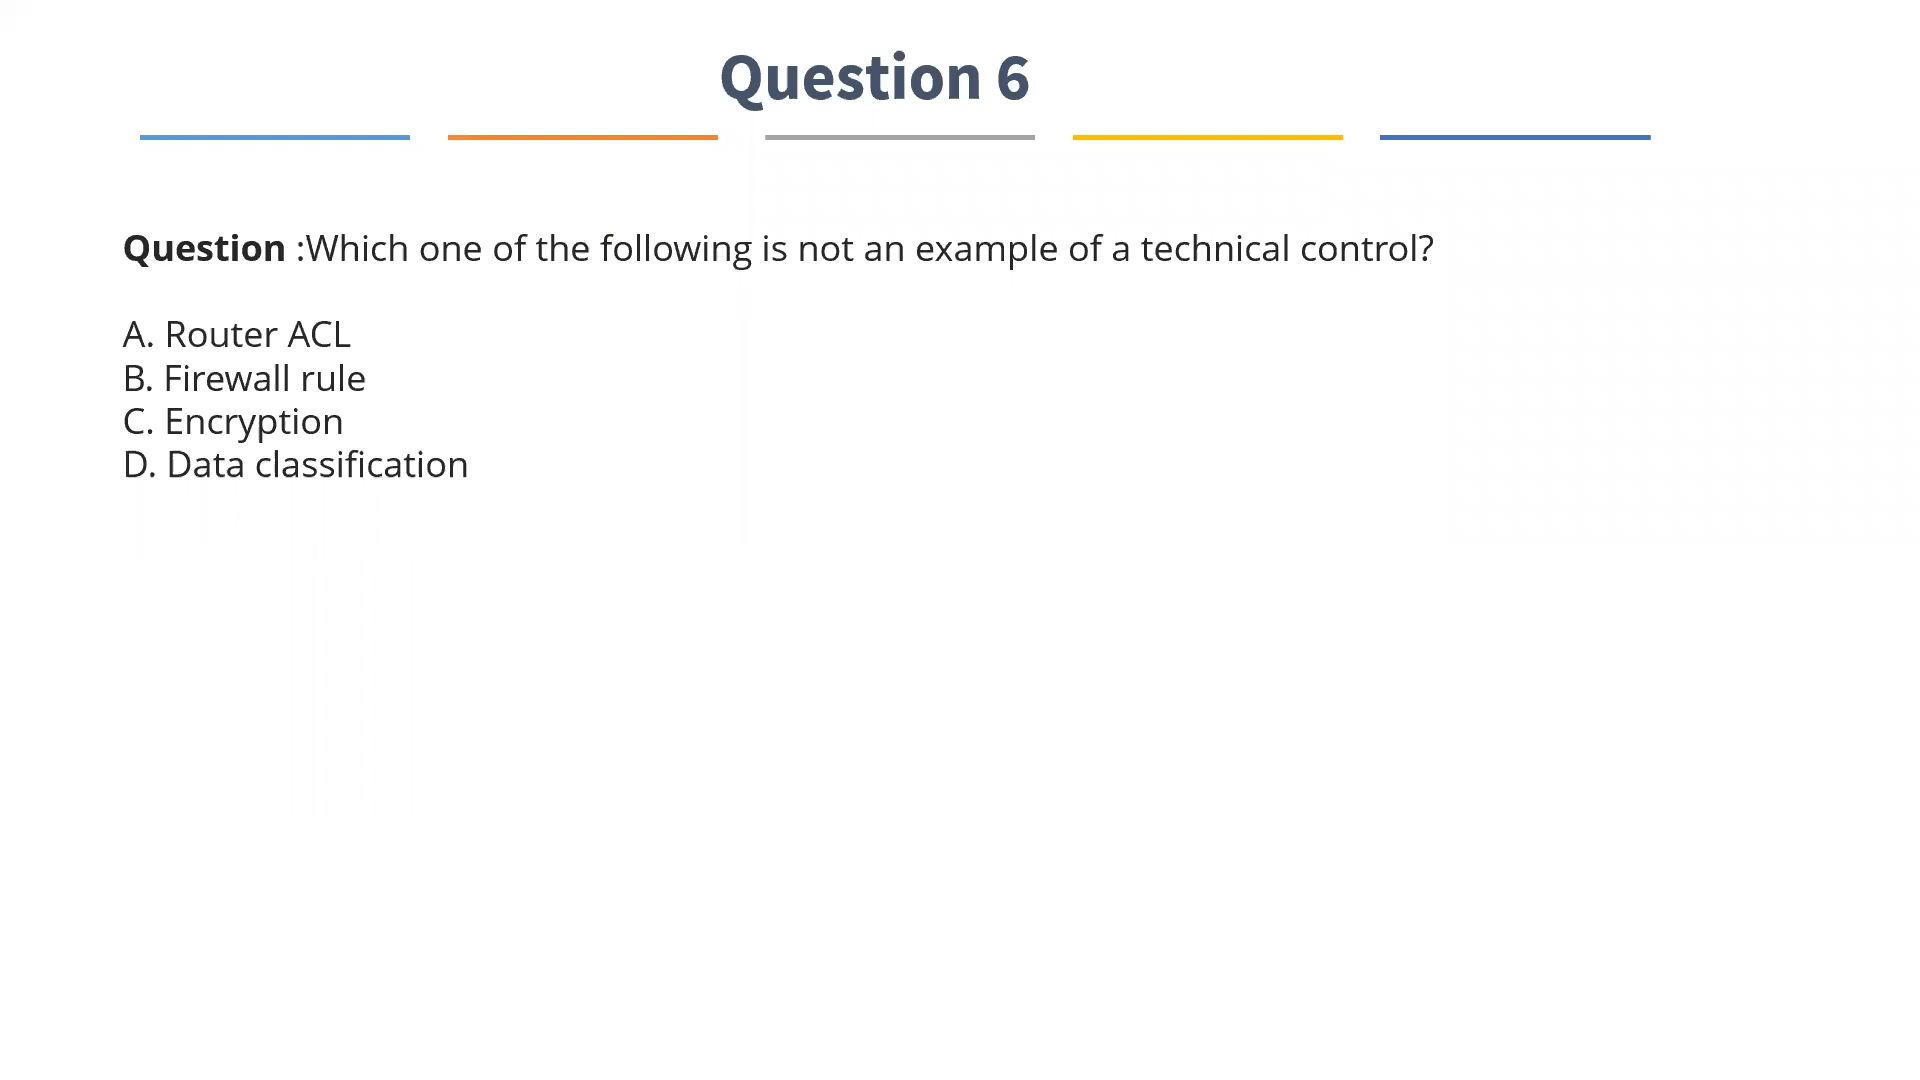 Question 6
Question :Which one of the following is not an example of a technical control?
A. Router ACL
B. Firewall rule
C. Encryption
D. Data classification